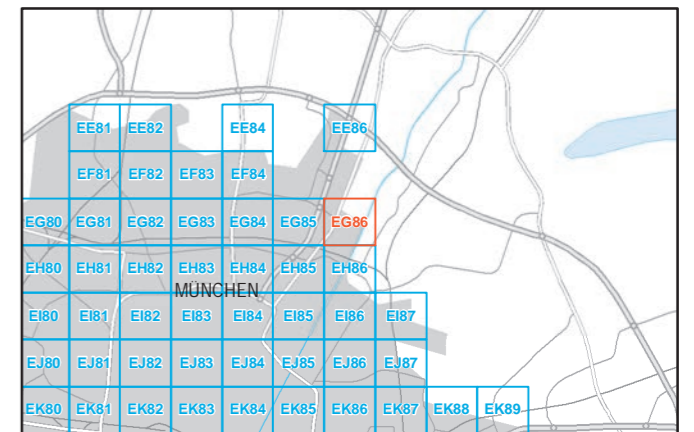 EE81 EE82 EE84 EE86
EF81 EF82 EF83 EF84
EG80 EG81 EG82 EG83 EG84 EG85 EG86
EH80 EH81 EH82 EH83 EH84 EH85 EH86
MÜNCHEN
EI80 EI81 EI82 EI83 EI84 EI85 EI86 EI87
EJ80 EJ81 EJ82 EJ83 EJ84 EJ85 EJ86 EJ87
EK80 EK81 EK82 EK83 EK84 EK85 EK86 EK87 EK88 EK89